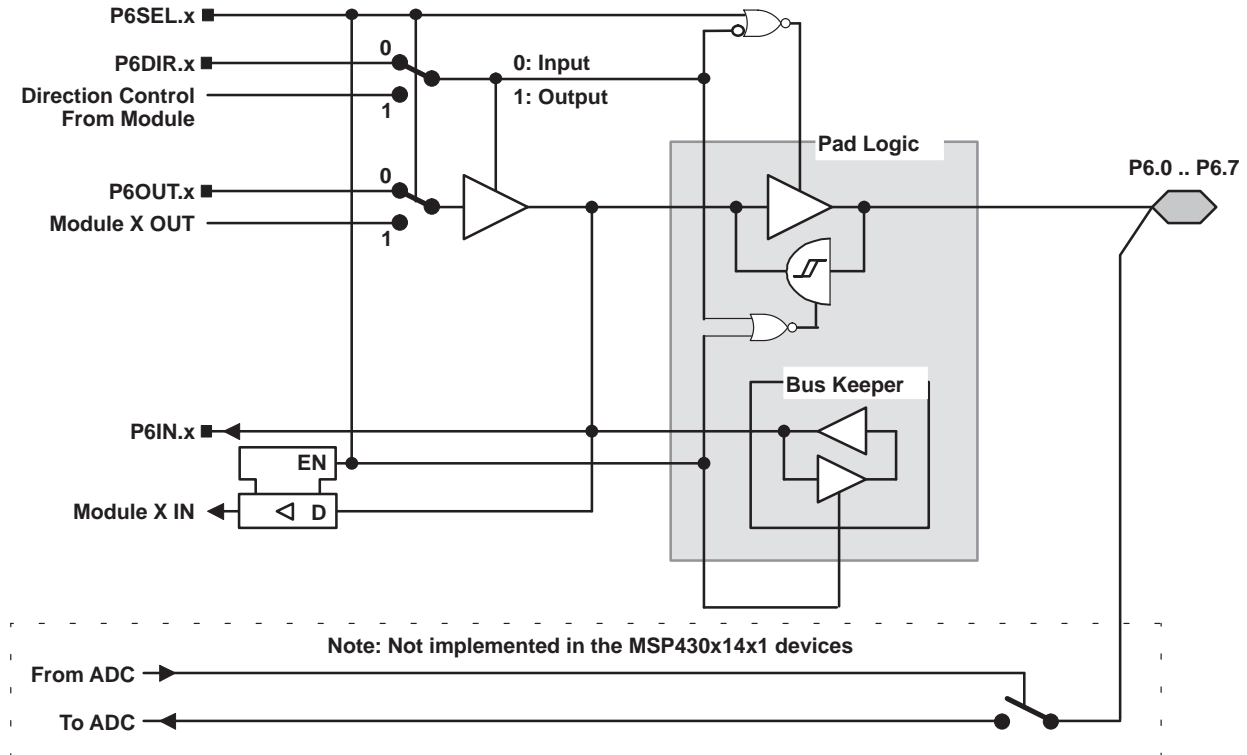 P6SEL.x
P6DIR.x
0
0: Input
Direction Control
From Module
1
1: Output
Pad Logic
P6.0 .. P6.7
P6OUT.x
0
Module X OUT
1
Bus Keeper
P6IN.x
EN
Module X IN
D
Note: Not implemented in the MSP430x14x1 devices
From ADC
To ADC